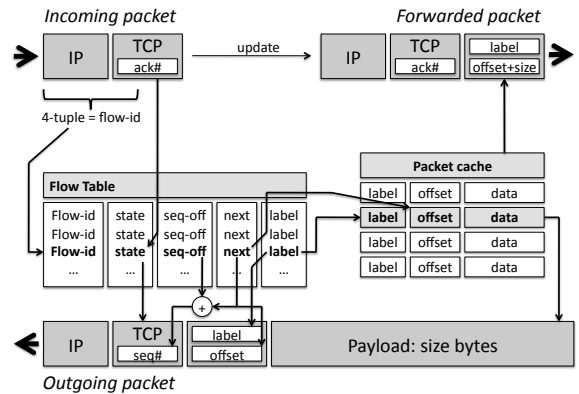 Incoming packet
Forwarded packet
IP
TCP
ack#
update
IP
TCP
ack#
label
offset+size
4-tuple = flow-id
Flow Table
Flow-id state seq-off next label
Flow-id state seq-off next label
Flow-id state seq-off next label
... ... ... ... ...
Packet cache
label offset data
label offset data
label offset data
label offset data
+
IP
TCP
seq#
label
offset
Payload: size bytes
Outgoing packet